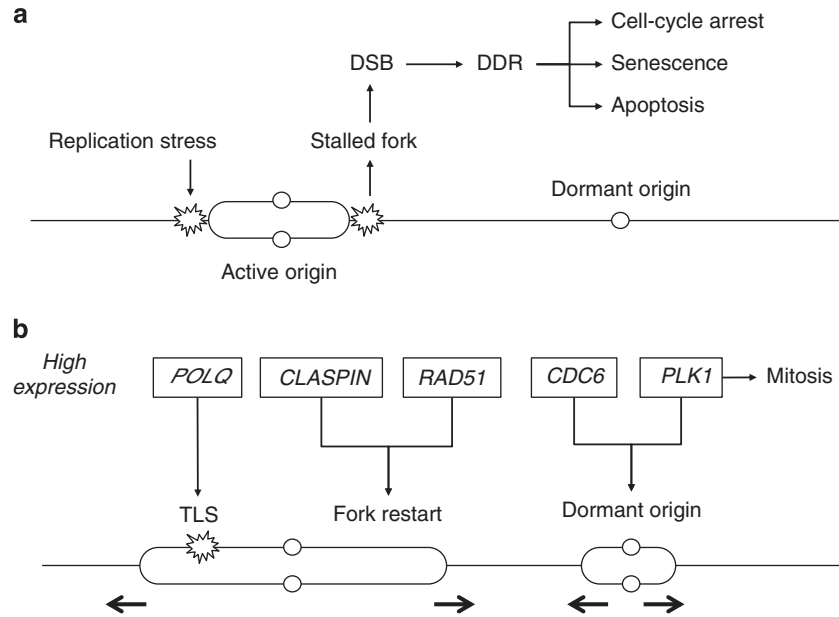 a
Cell-cycle arrest
DSB
DDR
Senescence
Apoptosis
Replication stress
Stalled fork
Dormant origin
Active origin
b
High
expression
POLQ
CLASPIN
RAD51
CDC6
PLK1
Mitosis
TLS
Fork restart
Dormant origin